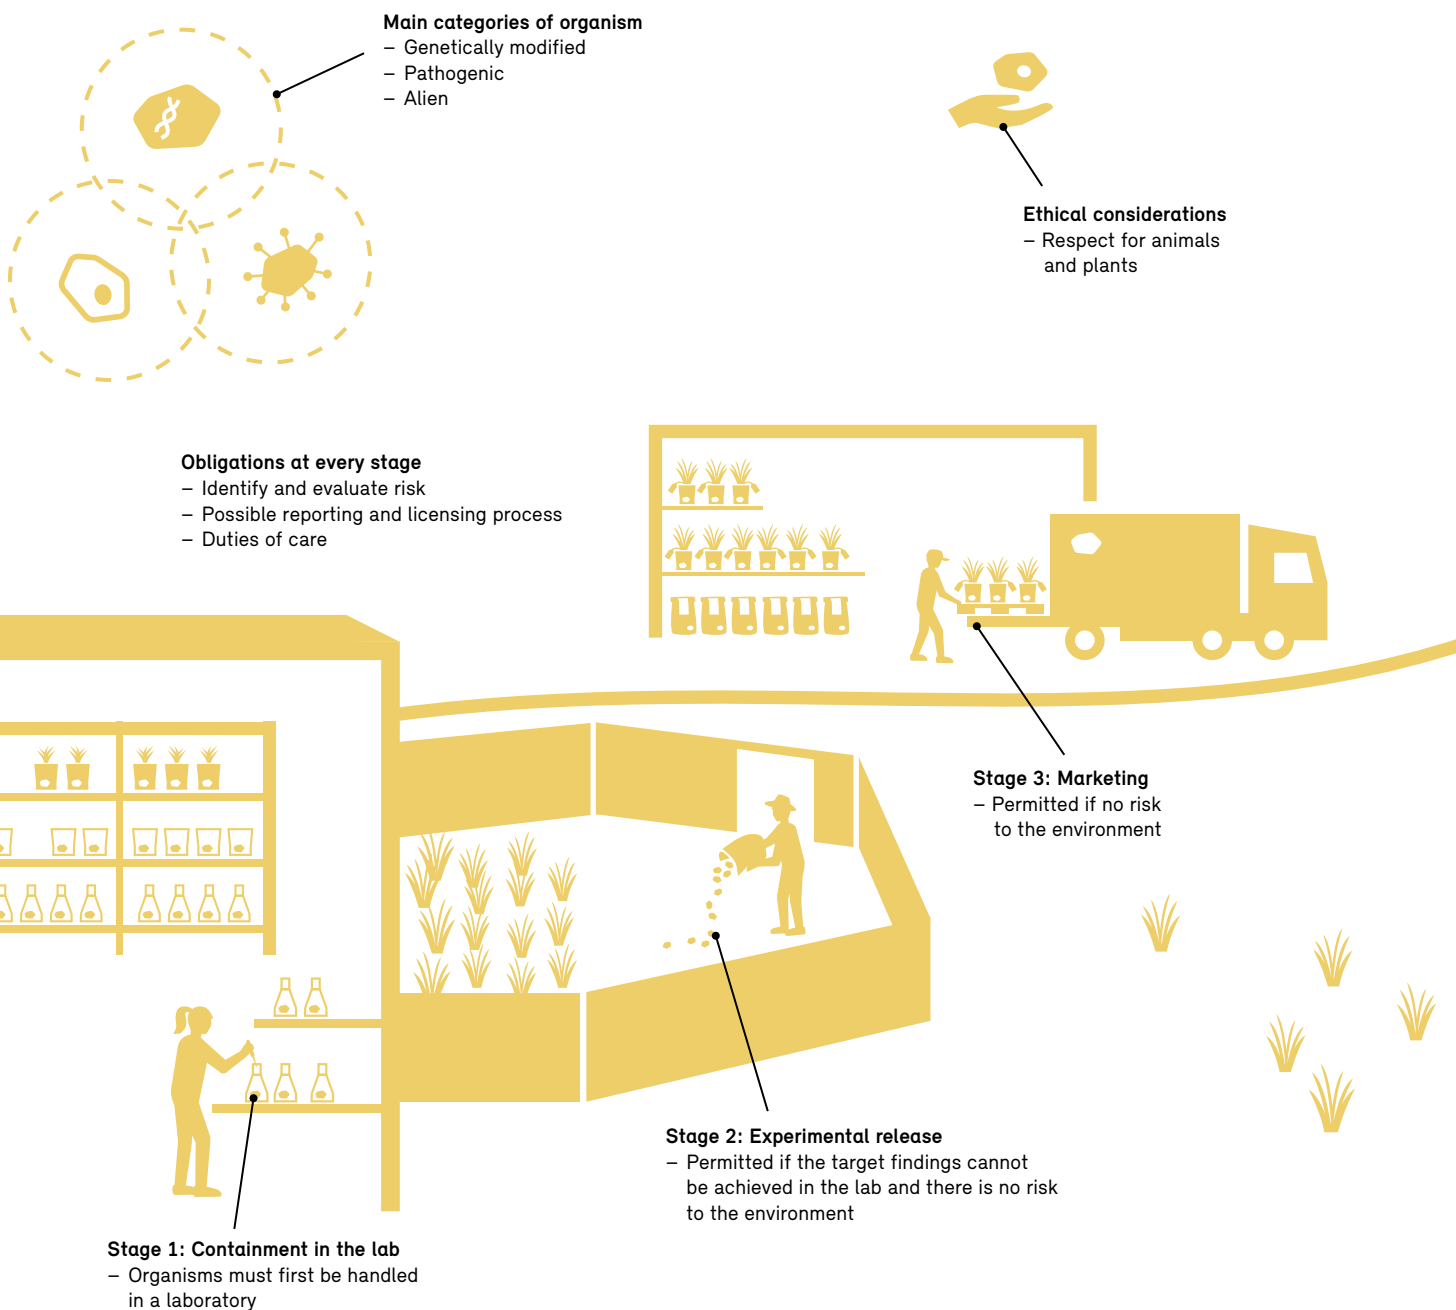 Main categories of organism
– Genetically modified
– Pathogenic
– Alien
Ethical considerations
– Respect for animals
and plants
Obligations at every stage
– Identify and evaluate risk
– Possible reporting and licensing process
– Duties of care
Stage 3: Marketing
– Permitted if no risk
to the environment
Stage 2: Experimental release
– Permitted if the target findings cannot
be achieved in the lab and there is no risk
to the environment
Stage 1: Containment in the lab
– Organisms must first be handled
in a laboratory